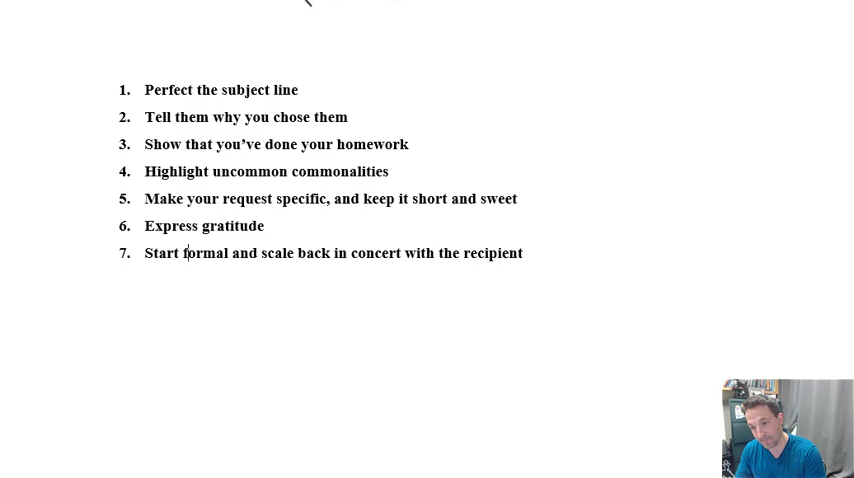 1. Perfect the subject line
2. Tell them why you chose them
3. Show that you’ve done your homework
4. Highlight uncommon commonalities
5. Make your request specific, and keep it short and sweet
6. Express gratitude
7. Start formal and scale back in concert with the recipient